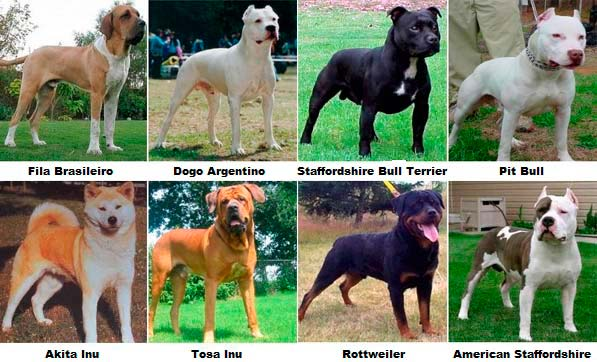 Fila Brasileiro Dogo Argentino Staffordshire Bull Terrier Pit Bull
Akita Inu Tosa Inu Rottweiler American Staffordshire